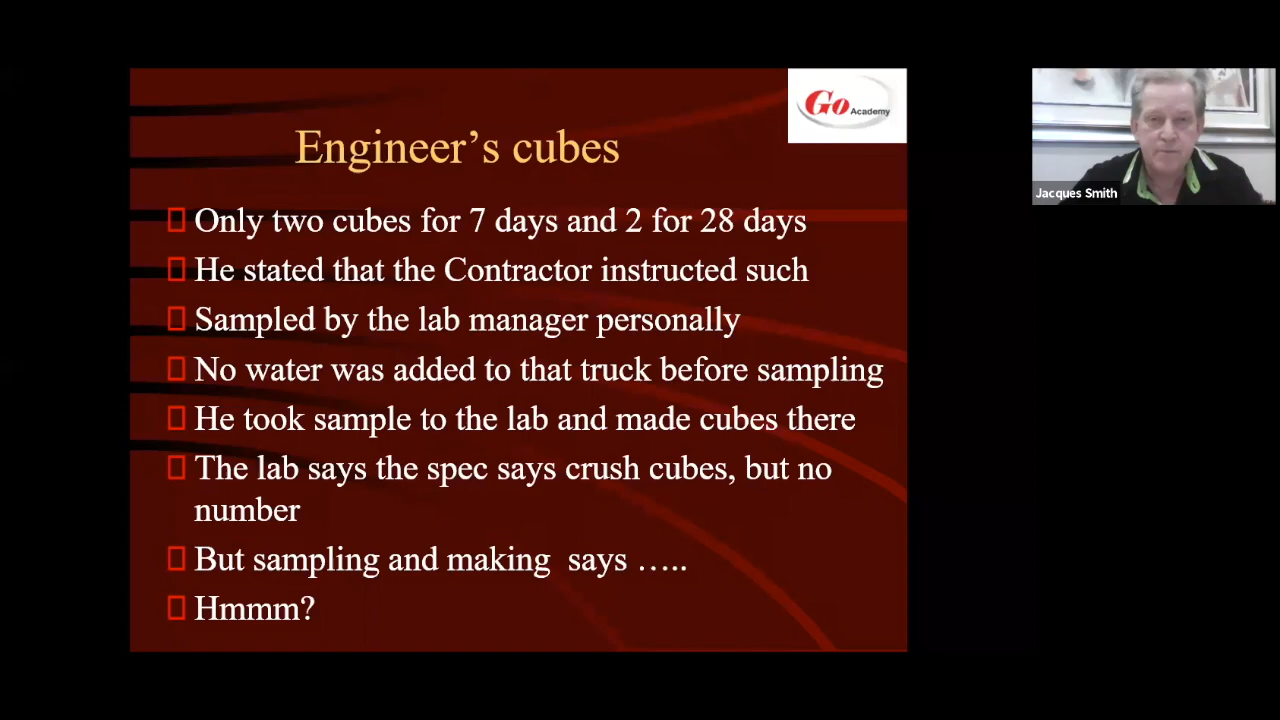 Go Academy
Engineer's cubes
Only two cubes for 7 days and 2 for 28 days
He stated that the Contractor instructed such
Sampled by the lab manager personally
No water was added to that truck before sampling
He took sample to the lab and made cubes there
The lab says the spec says crush cubes, but no
number
But sampling and making  says …..
Hmmm?
Jacques Smith